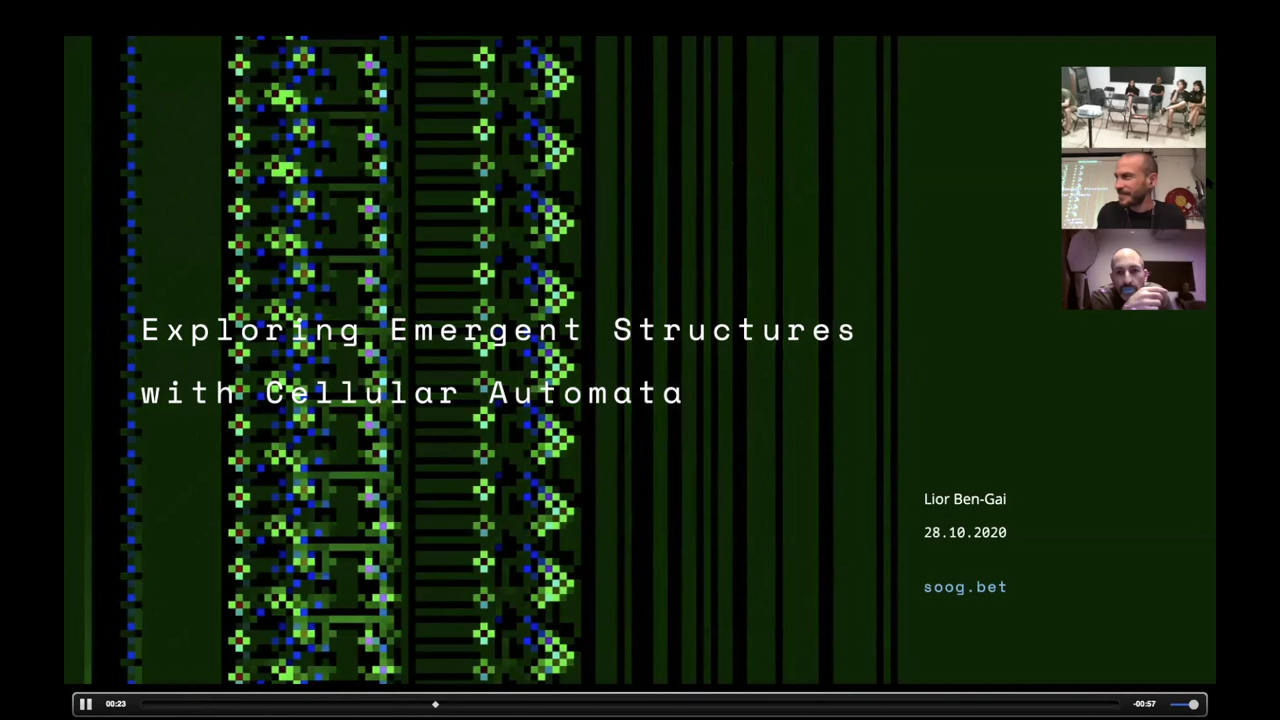 Exploring Emergent Structures
with Cellular Automata
Lior Ben-Gai
28.10.2020
soog.bet
00:23
-00:57